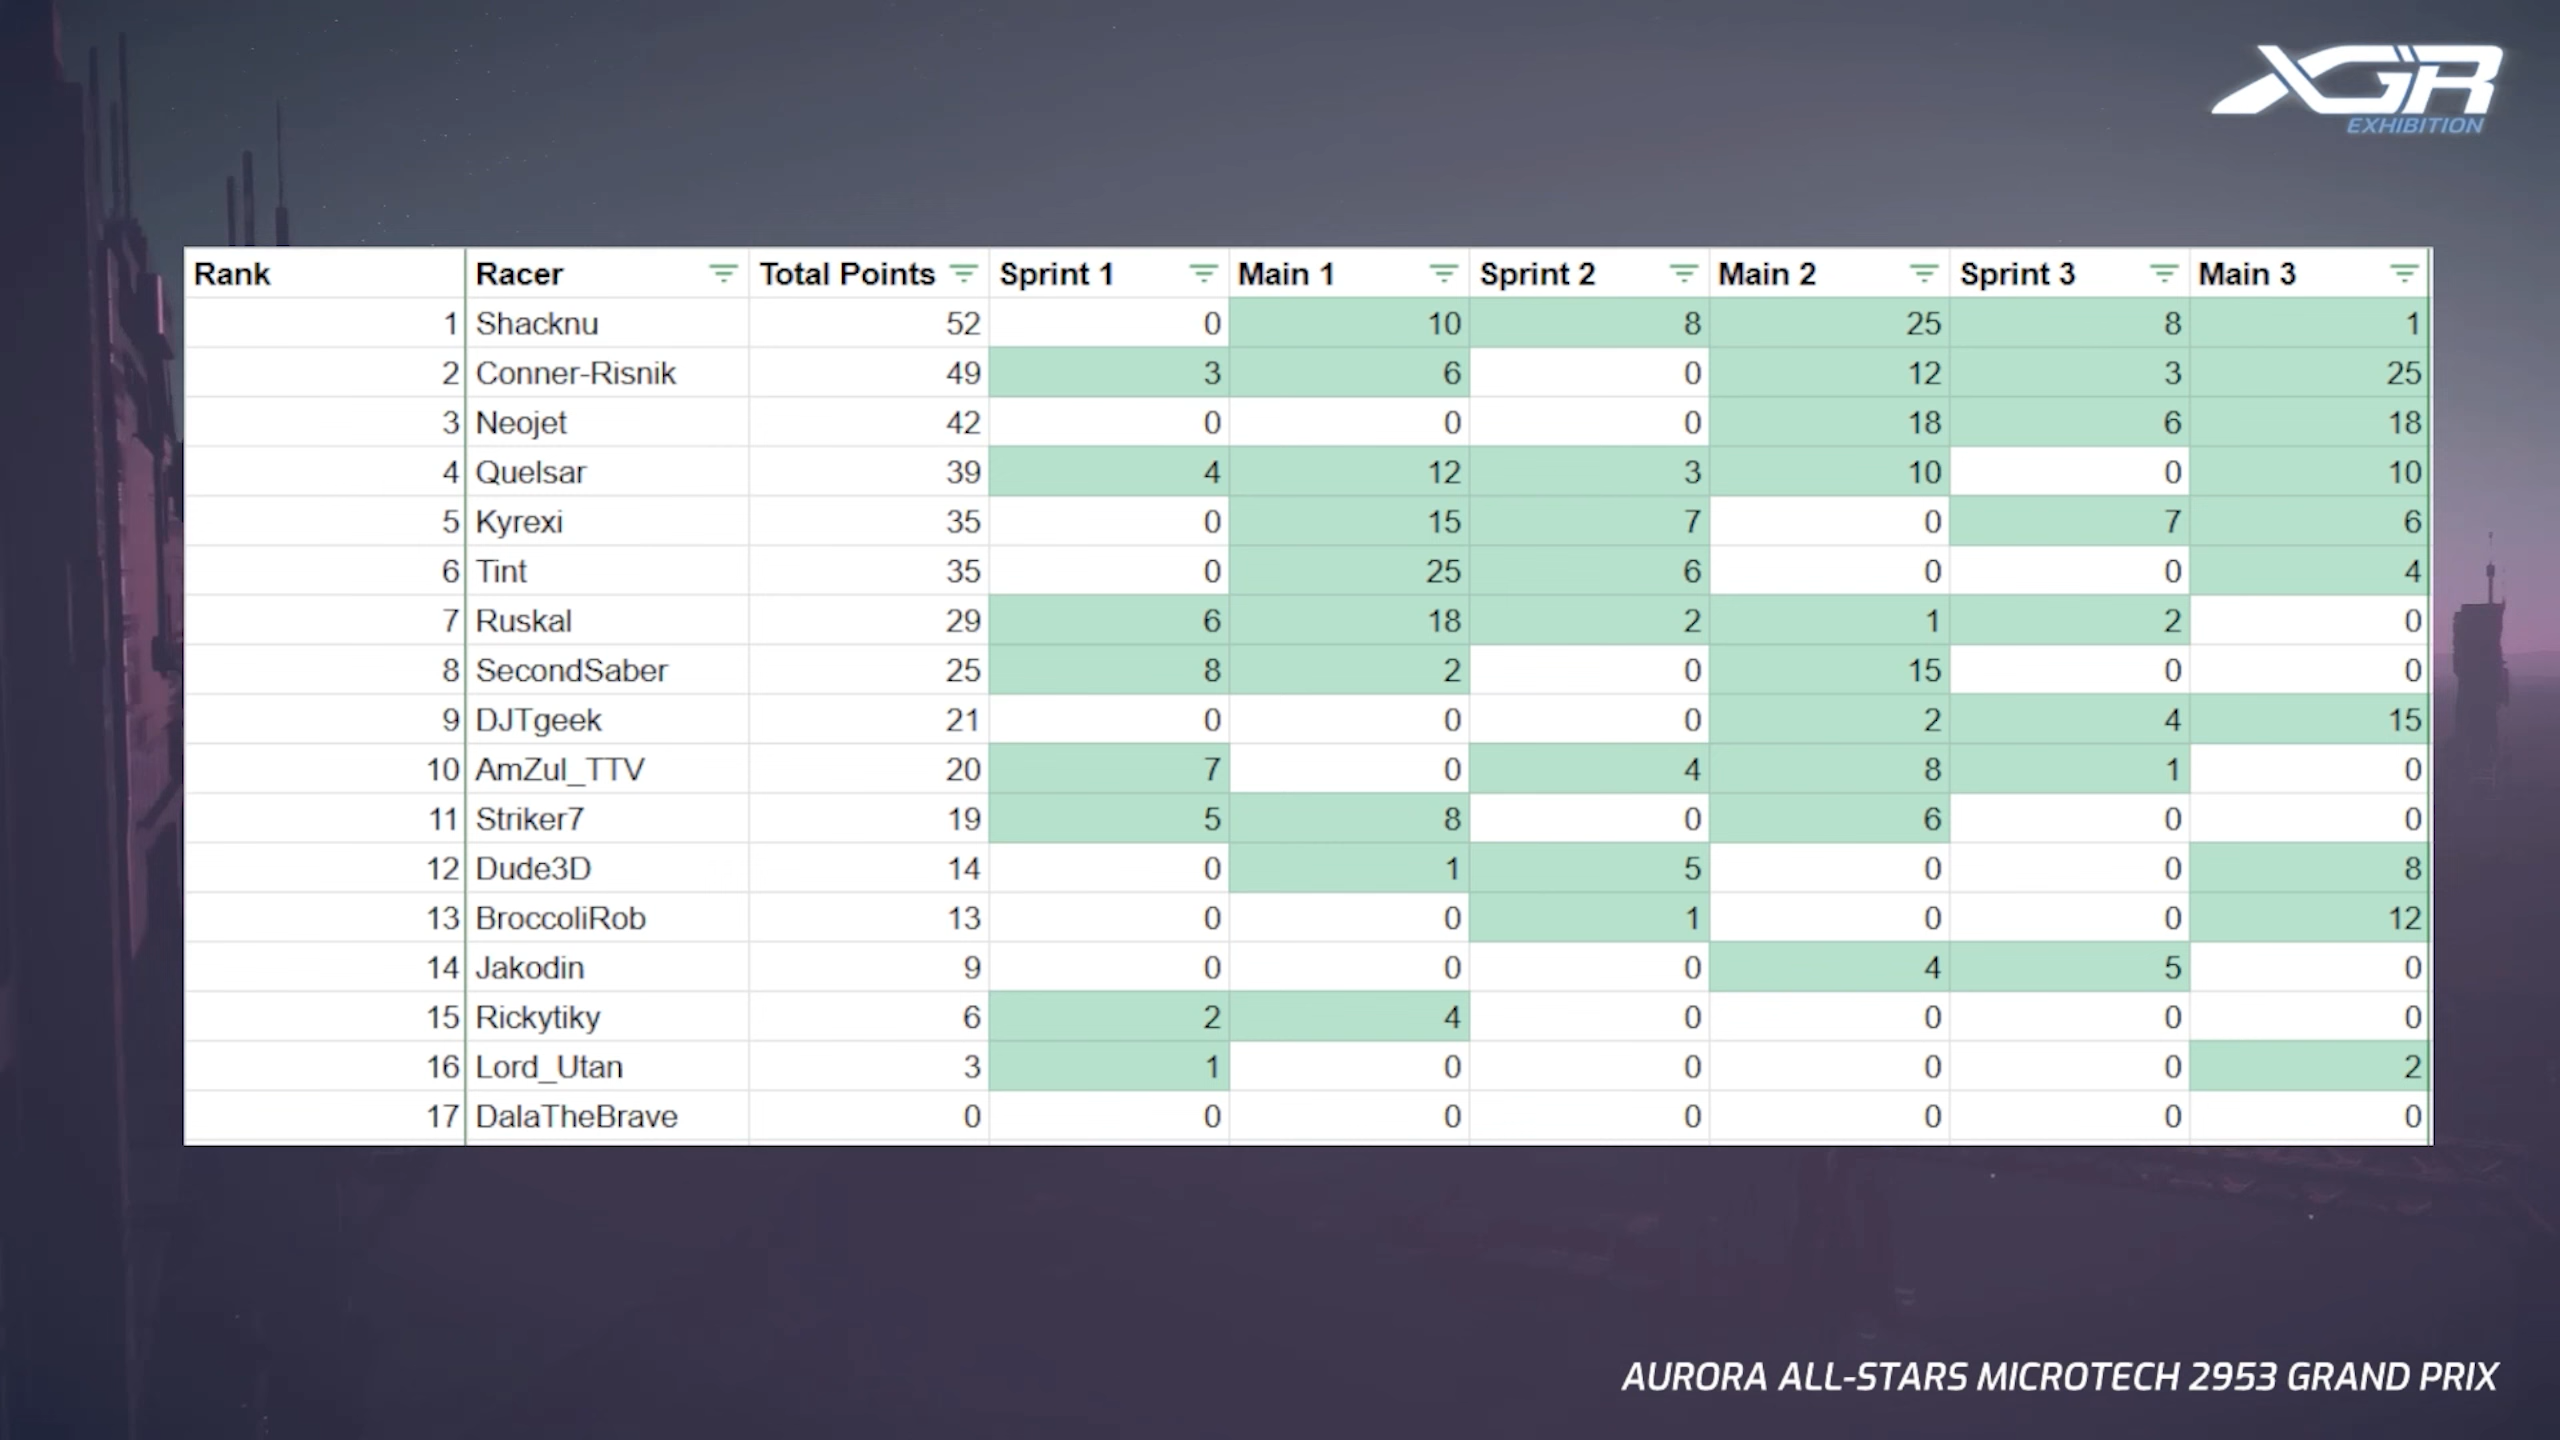 XGR
EXHIBITION
Rank Racer Total Points Sprint 1 Main 1 Sprint 2 Main 2 Sprint 3 Main 3
1 Shacknu 52 0 10 8 25 8 1
2 Conner-Risnik 49 3 6 0 12 3 25
3 Neojet 42 0 0 0 18 6 18
4 Quelsar 39 4 12 3 10 0 10
5 Kyrexi 35 0 15 7 0 7 6
6 Tint 35 0 25 6 0 0 4
7 Ruskal 29 6 18 2 1 2 0
8 SecondSaber 25 8 2 0 15 0 0
9 DJTgeek 21 0 0 0 2 4 15
10 AmZul_TTV 20 7 0 4 8 1 0
11 Striker7 19 5 8 0 6 0 0
12 Dude3D 14 0 1 5 0 0 8
13 BroccoliRob 13 0 0 1 0 0 12
14 Jakodin 9 0 0 0 4 5 0
15 Rickytiky 6 2 4 0 0 0 0
16 Lord_Utan 3 1 0 0 0 0 2
17 DalaTheBrave 0 0 0 0 0 0 0
AURORA ALL-STARS MICROTECH 2953 GRAND PRIX